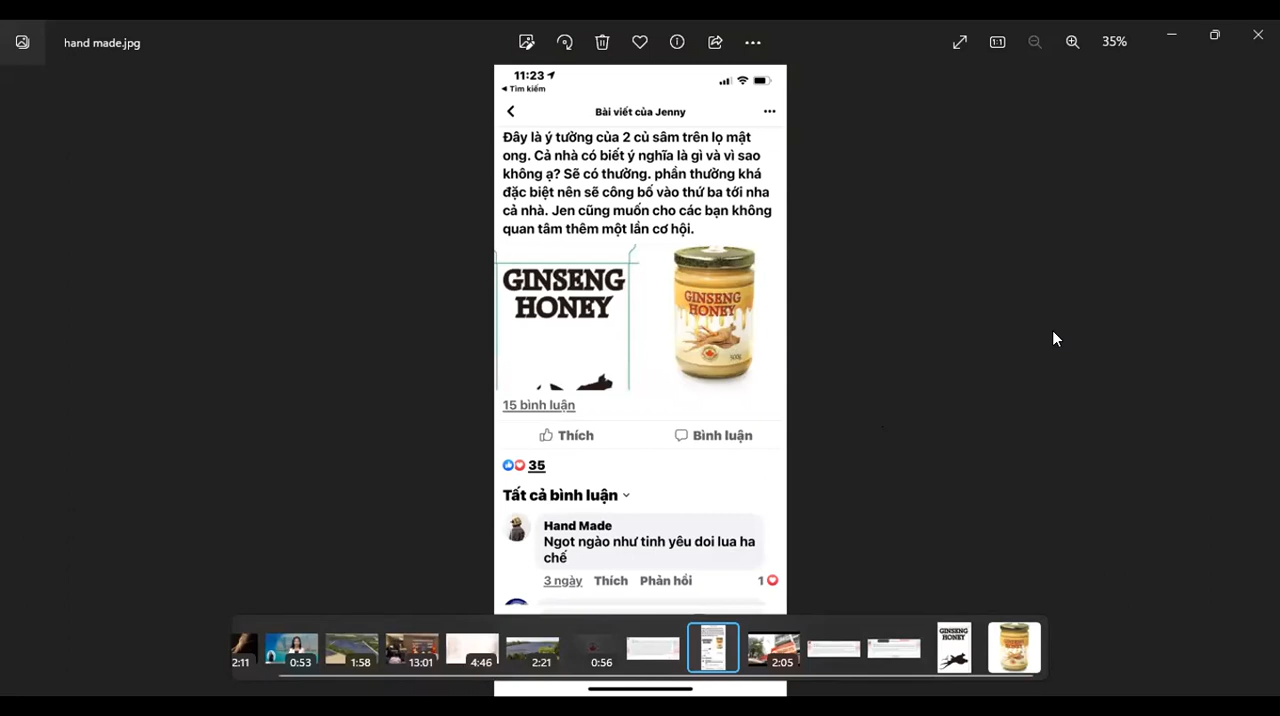 hand made.jpg
35%
11:23
Tìm kiếm
Bài viết của Jenny
Đây là ý tưởng của 2 củ sâm trên lọ mật
ong. Cả nhà có biết ý nghĩa là gì và vì sao
không ạ? Sẽ có thưởng. phần thưởng khá
đặc biệt nên sẽ công bố vào thứ ba tới nha
cả nhà. Jen cũng muốn cho các bạn không
quan tâm thêm một lần cơ hội.
GINSENG
HONEY
GINSENG
HONEY
500g
15 bình luận
Thích
Bình luận
35
Tất cả bình luận
Hand Made
Ngọt ngào như tinh yêu doi lua ha
chế
3 ngày Thích Phản hồi 1
2:11 0:53 1:58 13:01 4:46 2:21 0:56 2:05
GINSENG
HONEY